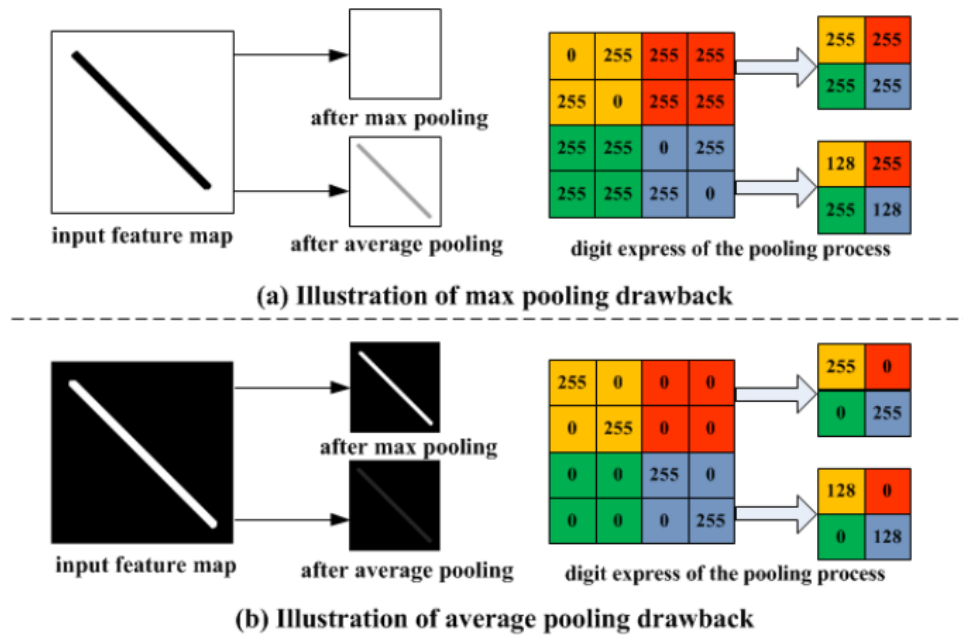 input feature map
after max pooling
after average pooling
0 255 255 255
255 0 255 255
255 255 0 255
255 255 255 0
255 255
255 255
128 255
255 128
digit express of the pooling process
(a) Illustration of max pooling drawback
input feature map
after max pooling
after average pooling
255 0 0 0
0 255 0 0
0 0 255 0
0 0 0 255
255 0
0 255
128 0
0 128
digit express of the pooling process
(b) Illustration of average pooling drawback